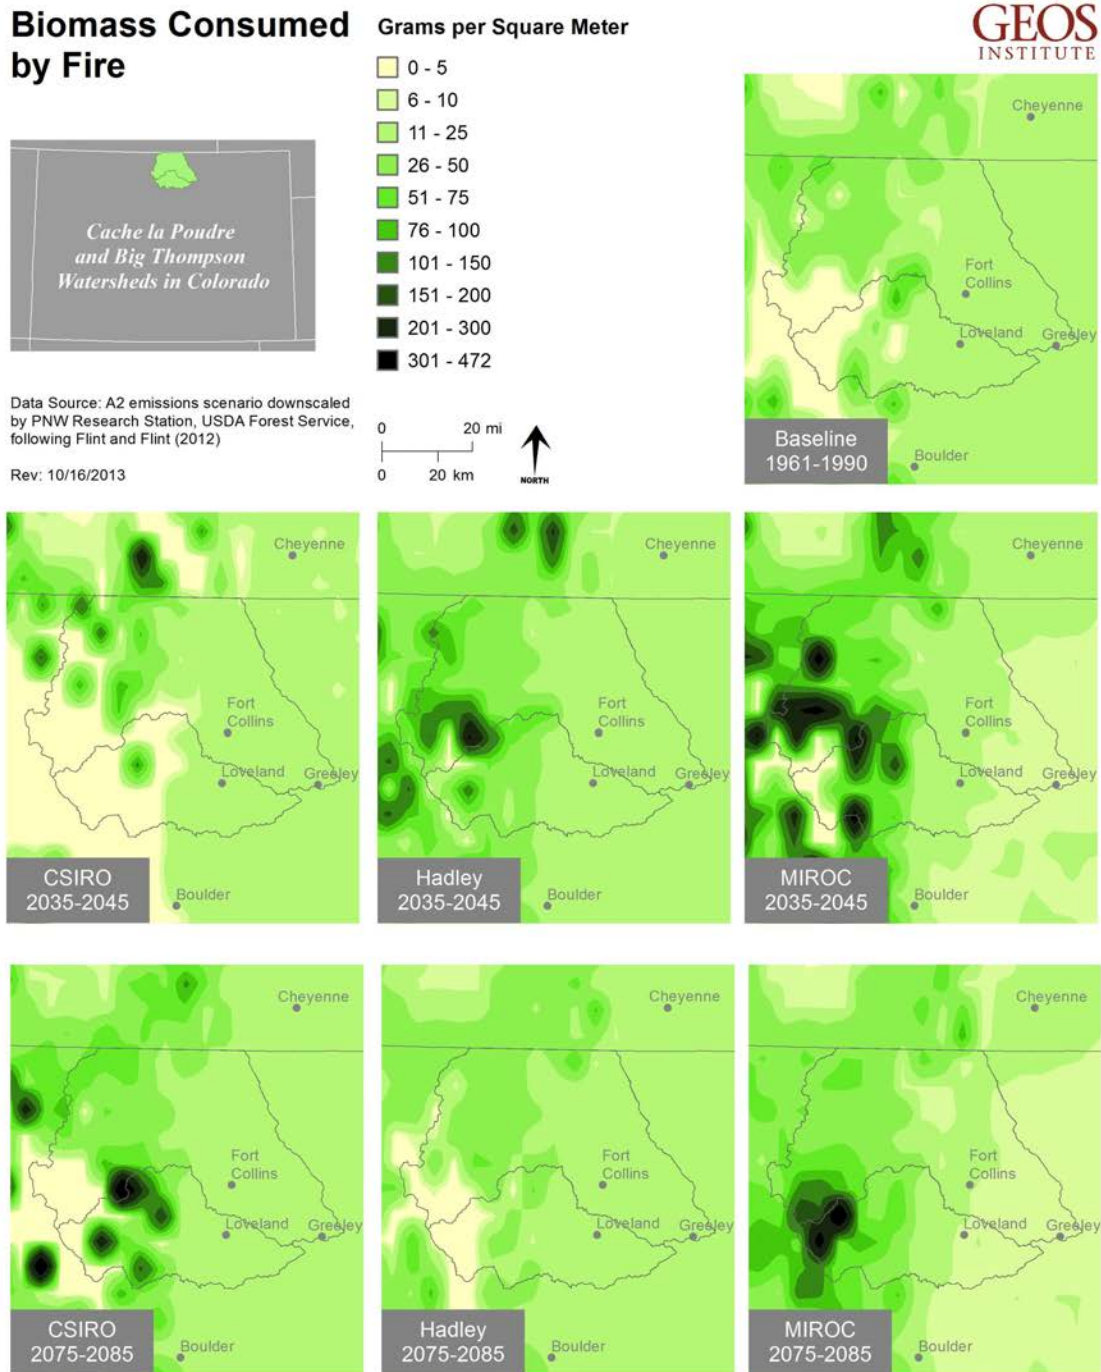 Biomass Consumed
by Fire
Grams per Square Meter
0 - 5
6 - 10
11 - 25
26 - 50
51 - 75
76 - 100
101 - 150
151 - 200
201 - 300
301 - 472
GEOS
INSTITUTE
Cache la Poudre
and Big Thompson
Watersheds in Colorado
Data Source: A2 emissions scenario downscaled
by PNW Research Station, USDA Forest Service,
following Flint and Flint (2012)
Rev: 10/16/2013
0 20 mi
0 20 km
NORTH
Cheyenne
Fort
Collins
Loveland
Greeley
Boulder
Baseline
1961-1990
Cheyenne
Fort
Collins
Loveland
Greeley
Boulder
CSIRO
2035-2045
Cheyenne
Fort
Collins
Loveland
Greeley
Boulder
Hadley
2035-2045
Cheyenne
Fort
Collins
Loveland
Greeley
Boulder
MIROC
2035-2045
Cheyenne
Fort
Collins
Loveland
Greeley
Boulder
CSIRO
2075-2085
Cheyenne
Fort
Collins
Loveland
Greeley
Boulder
Hadley
2075-2085
Cheyenne
Fort
Collins
Loveland
Greeley
Boulder
MIROC
2075-2085